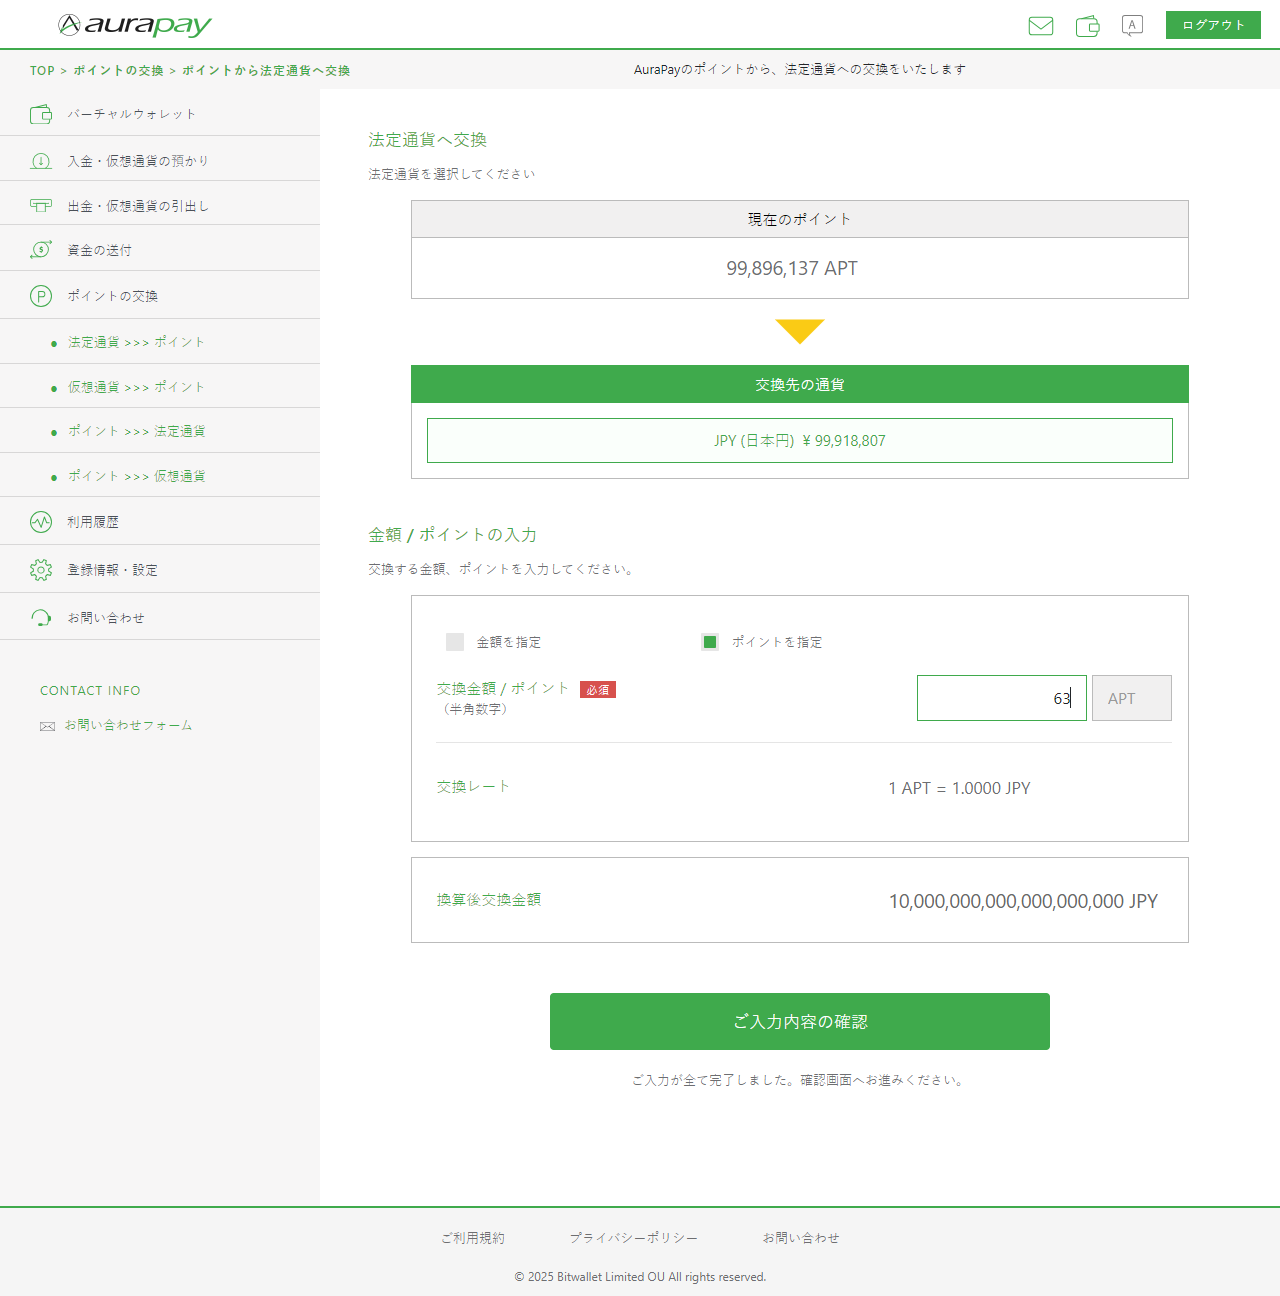 aurapay
ログアウト
TOP > ポイントの交換 > ポイントから法定通貨へ交換
AuraPayのポイントから、法定通貨への交換をいたします
バーチャルウォレット
入金・仮想通貨の預かり
出金・仮想通貨の引出し
資金の送付
ポイントの交換
法定通貨 >>> ポイント
仮想通貨 >>> ポイント
ポイント >>> 法定通貨
ポイント >>> 仮想通貨
利用履歴
登録情報・設定
お問い合わせ
CONTACT INFO
お問い合わせフォーム
法定通貨へ交換
法定通貨を選択してください
現在のポイント
99,896,137 APT
交換先の通貨
JPY (日本円) ¥ 99,918,807
金額 / ポイントの入力
交換する金額、ポイントを入力してください。
金額を指定 ポイントを指定
交換金額 / ポイント 必須
（半角数字）
63 APT
交換レート 1 APT = 1.0000 JPY
換算後交換金額 10,000,000,000,000,000,000 JPY
ご入力内容の確認
ご入力が全て完了しました。確認画面へお進みください。
ご利用規約 プライバシーポリシー お問い合わせ
© 2025 Bitwallet Limited OU All rights reserved.